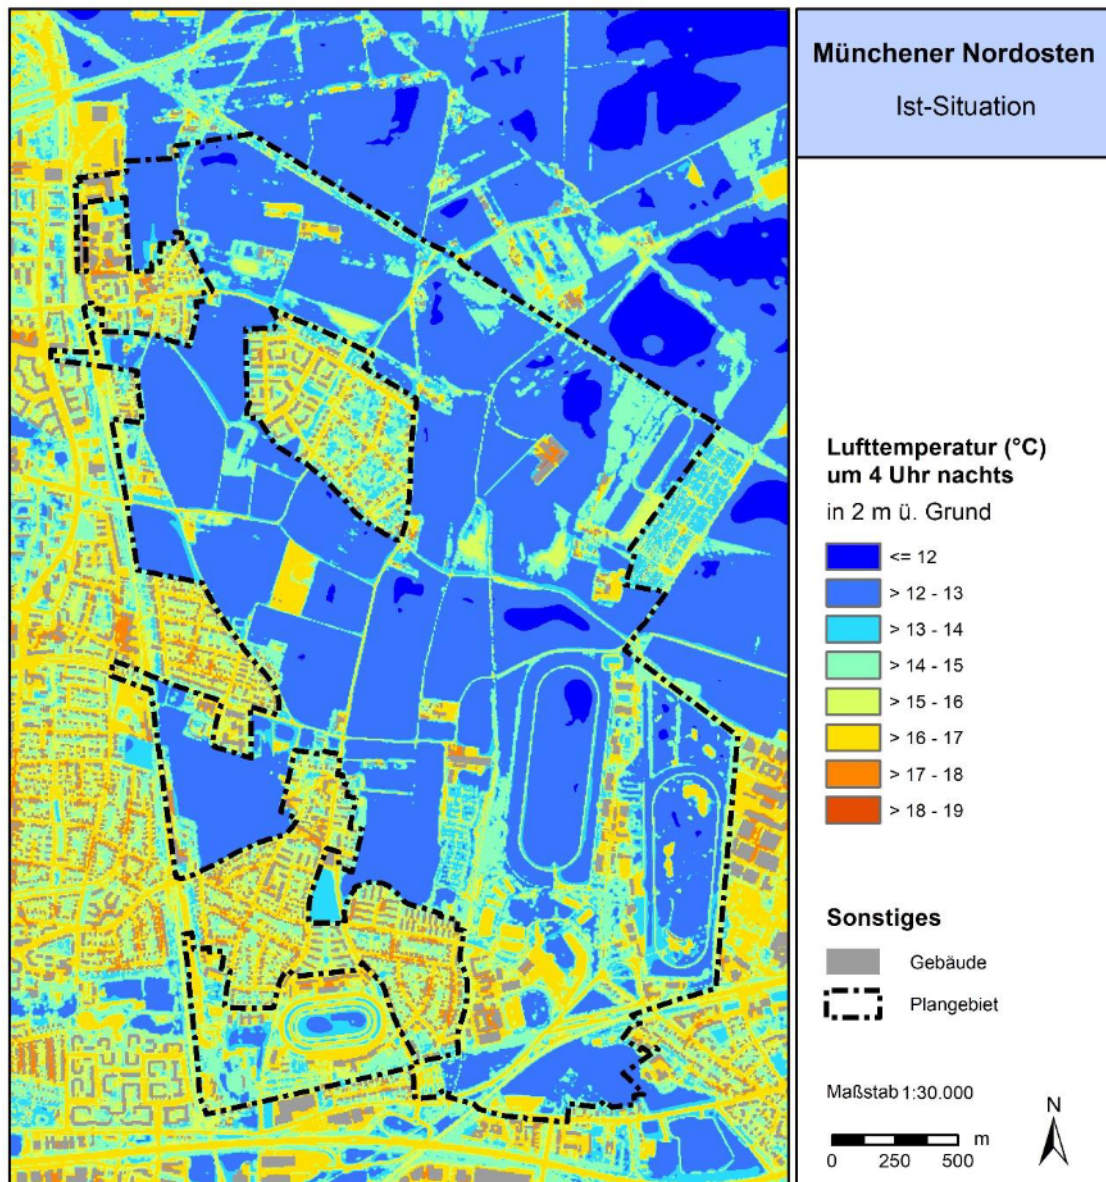 Münchener Nordosten
Ist-Situation
Lufttemperatur (°C)
um 4 Uhr nachts
in 2 m ü. Grund
<= 12
> 12 - 13
> 13 - 14
> 14 - 15
> 15 - 16
> 16 - 17
> 17 - 18
> 18 - 19
Sonstiges
Gebäude
Plangebiet
Maßstab 1:30.000
N
m
0 250 500